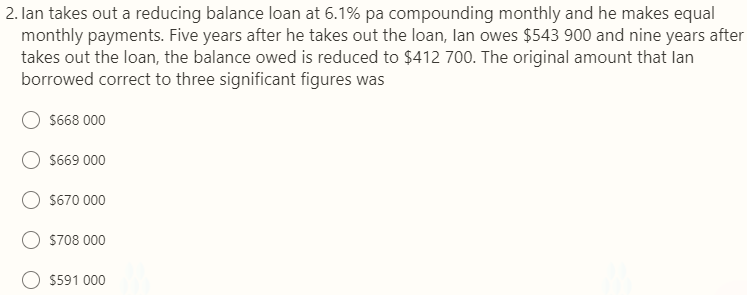 2. Ian takes out a reducing balance loan at 6.1% pa compounding monthly and he makes equal
monthly payments. Five years after he takes out the loan, Ian owes $543 900 and nine years after
takes out the loan, the balance owed is reduced to $412 700. The original amount that Ian
borrowed correct to three significant figures was
$668 000
$669 000
$670 000
$708 000
$591 000